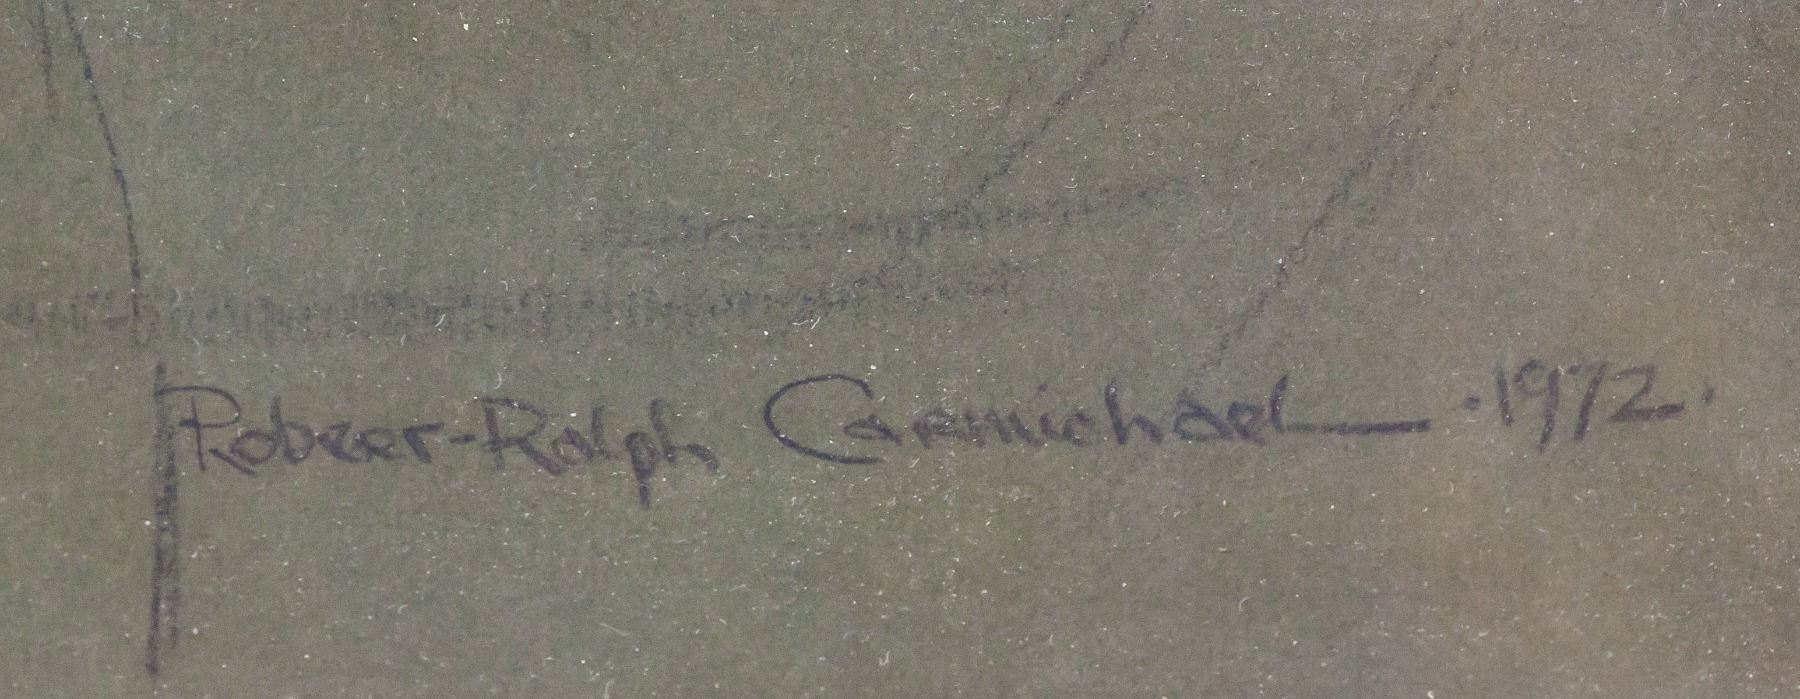 Robert-Ralph Carmichael .1972.